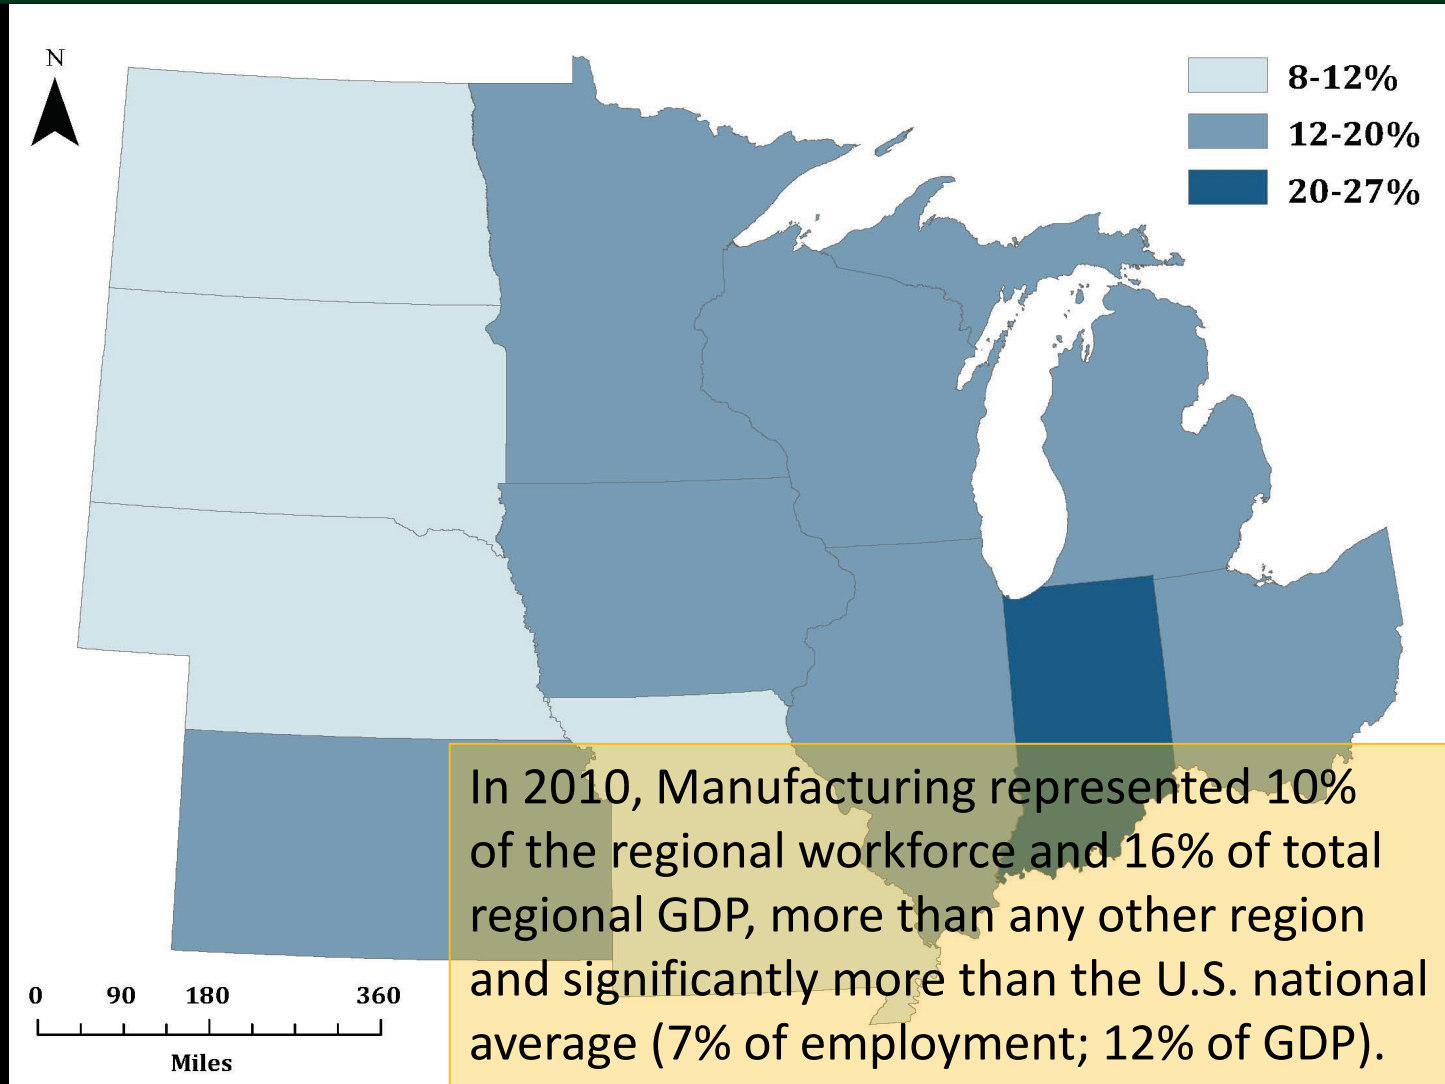 N
8-12%
12-20%
20-27%
In 2010, Manufacturing represented 10%
of the regional workforce and 16% of total
regional GDP, more than any other region
and significantly more than the U.S. national
average (7% of employment; 12% of GDP).
0 90 180 360
Miles